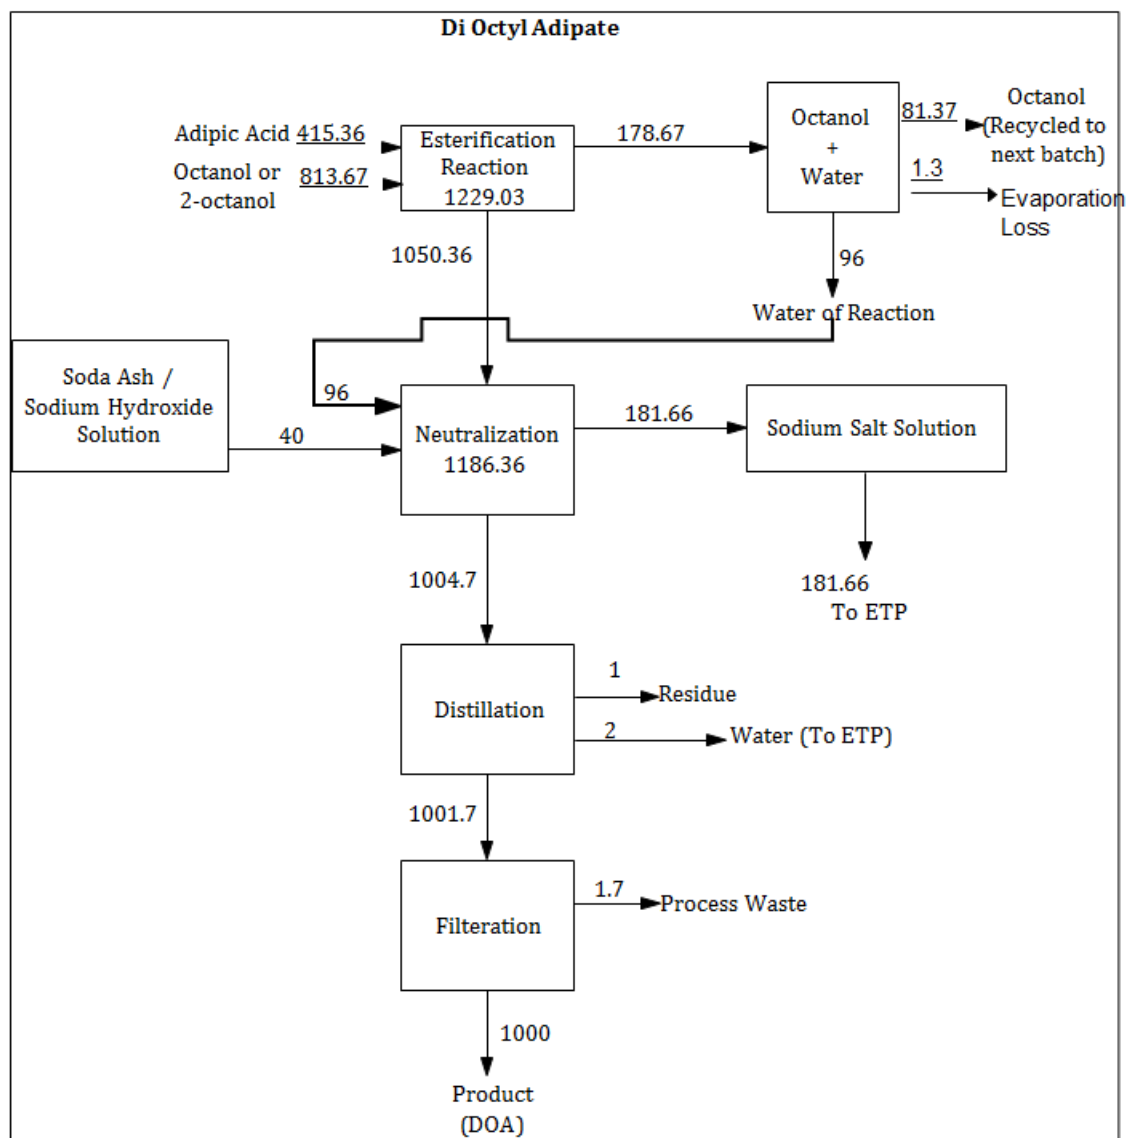 Di Octyl Adipate
Adipic Acid 415.36
Octanol or
2-octanol
813.67
Esterification
Reaction
1229.03
178.67
Octanol
+
Water
81.37
Octanol
(Recycled to
next batch)
1.3
Evaporation
Loss
1050.36
96
Water of Reaction
Soda Ash /
Sodium Hydroxide
Solution
96
40
Neutralization
1186.36
181.66
Sodium Salt Solution
181.66
To ETP
1004.7
Distillation
1
Residue
2
Water (To ETP)
1001.7
Filteration
1.7
Process Waste
1000
Product
(DOA)